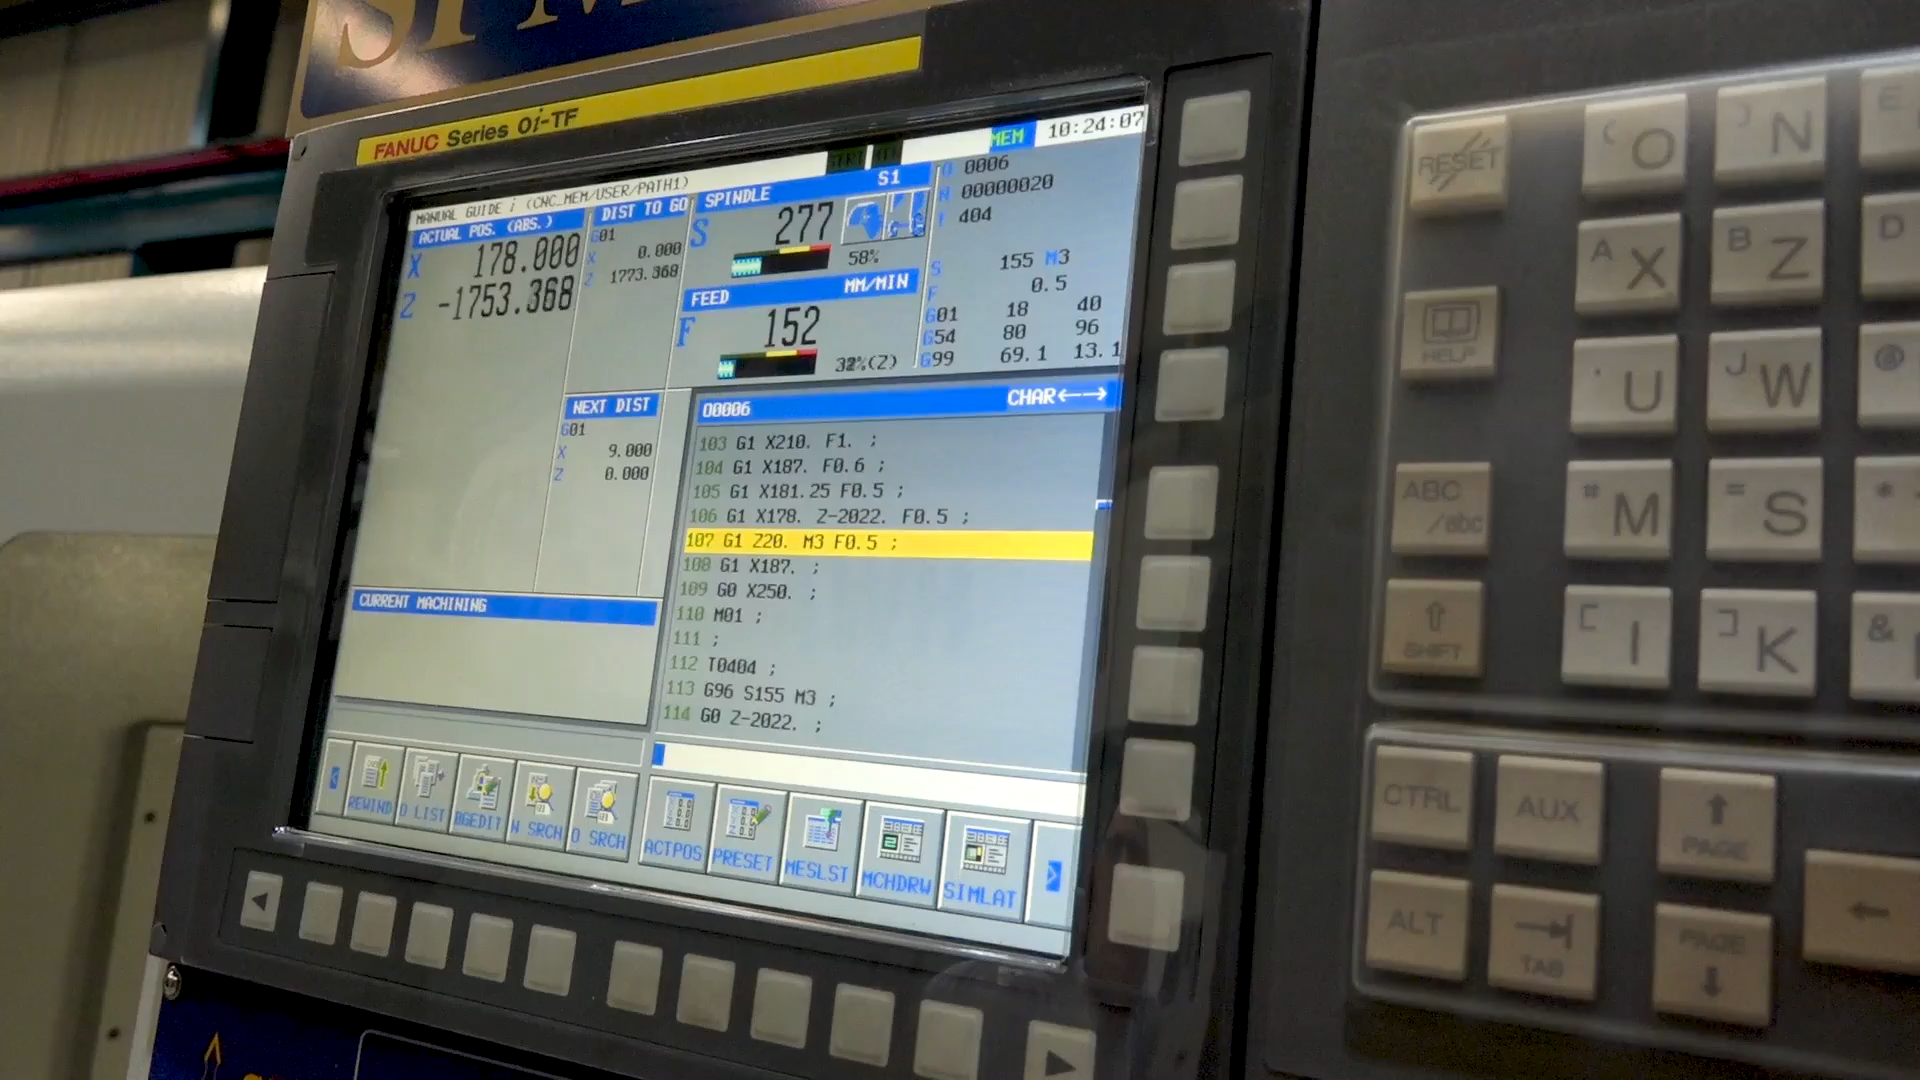 FANUC Series 0i-TF
MANUAL GUIDE i (CNC_MEM/USER/PATH1)
MEM 10:24:07
ACTUAL POS. (ABS.)
X 178.000
Z -1753.368
DIST TO GO
G01
X 0.000
Z 1773.368
SPINDLE S1
S 277
58%
FEED MM/MIN
F 152
(Z)
O 0006
N 00000020
404
S 155 M3
F 0.5
G01 18 40
G54 80 96
G99 69.1 13.1
NEXT DIST
G01
X 9.000
Z 0.000
O0006 CHAR←→
103 G1 X210. F1. ;
104 G1 X187. F0.6 ;
105 G1 X181.25 F0.5 ;
106 G1 X178. Z-2022. F0.5 ;
107 G1 Z20. M3 F0.5 ;
108 G1 X187. ;
109 G0 X250. ;
110 M01 ;
111 ;
112 T0404 ;
113 G96 S155 M3 ;
114 G0 Z-2022. ;
CURRENT MACHINING
< REWIND O LIST BGEDIT N SRCH O SRCH ACTPOS PRESET MESLST MCHDRW SIMLAT >
RESET ( O ) N E
HELP A X B Z D
' U J W @
ABC/abc # M = S *
⇧ SHIFT [ I ] K &
CTRL AUX ↑ PAGE
ALT TAB PAGE ↓ ←